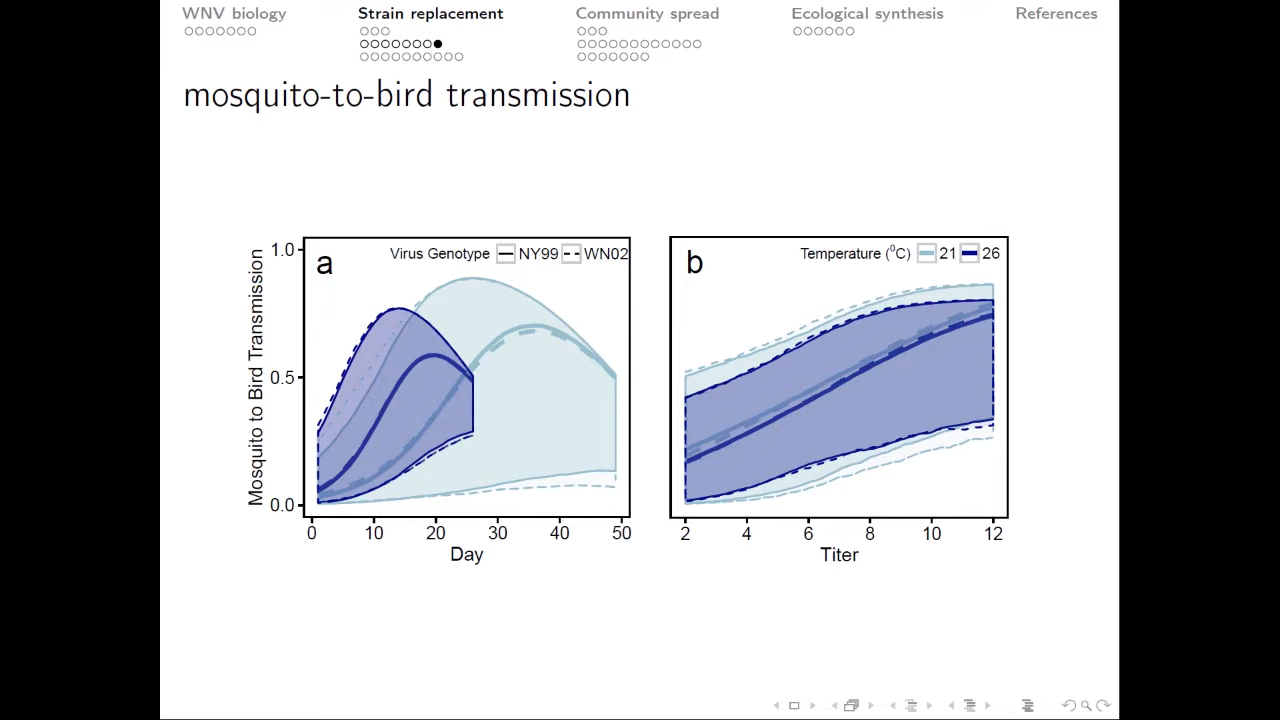 WNV biology Strain replacement Community spread Ecological synthesis References
mosquito-to-bird transmission
a
Virus Genotype NY99 WN02
Mosquito to Bird Transmission
1.0
0.5
0.0
0 10 20 30 40 50
Day
b
Temperature (⁰C) 21 26
2 4 6 8 10 12
Titer